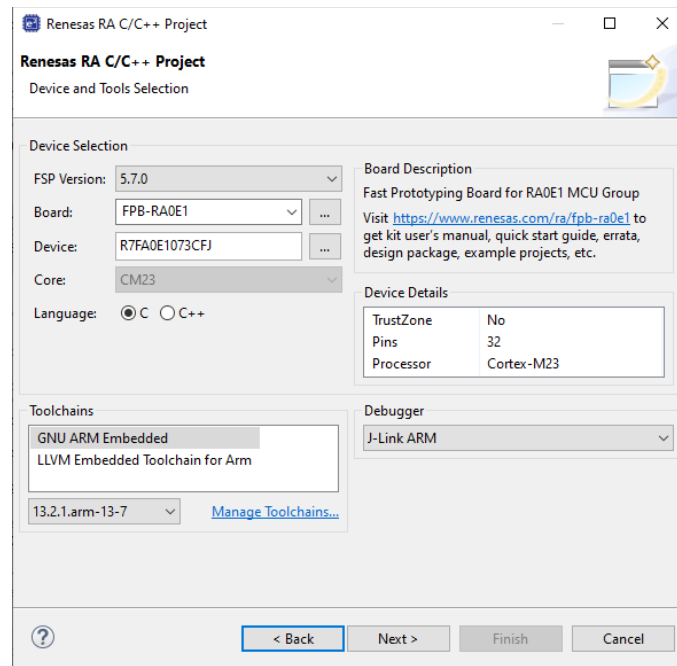 Renesas RA C/C++ Project
Renesas RA C/C++ Project
Device and Tools Selection
Device Selection
FSP Version: 5.7.0
Board: FPB-RA0E1 ...
Device: R7FA0E1073CFJ ...
Core: CM23
Language: C C++
Board Description
Fast Prototyping Board for RA0E1 MCU Group
Visit https://www.renesas.com/ra/fpb-ra0e1 to
get kit user's manual, quick start guide, errata,
design package, example projects, etc.
Device Details
TrustZone No
Pins 32
Processor Cortex-M23
Toolchains
GNU ARM Embedded
LLVM Embedded Toolchain for Arm
13.2.1.arm-13-7 Manage Toolchains...
Debugger
J-Link ARM
? < Back Next > Finish Cancel